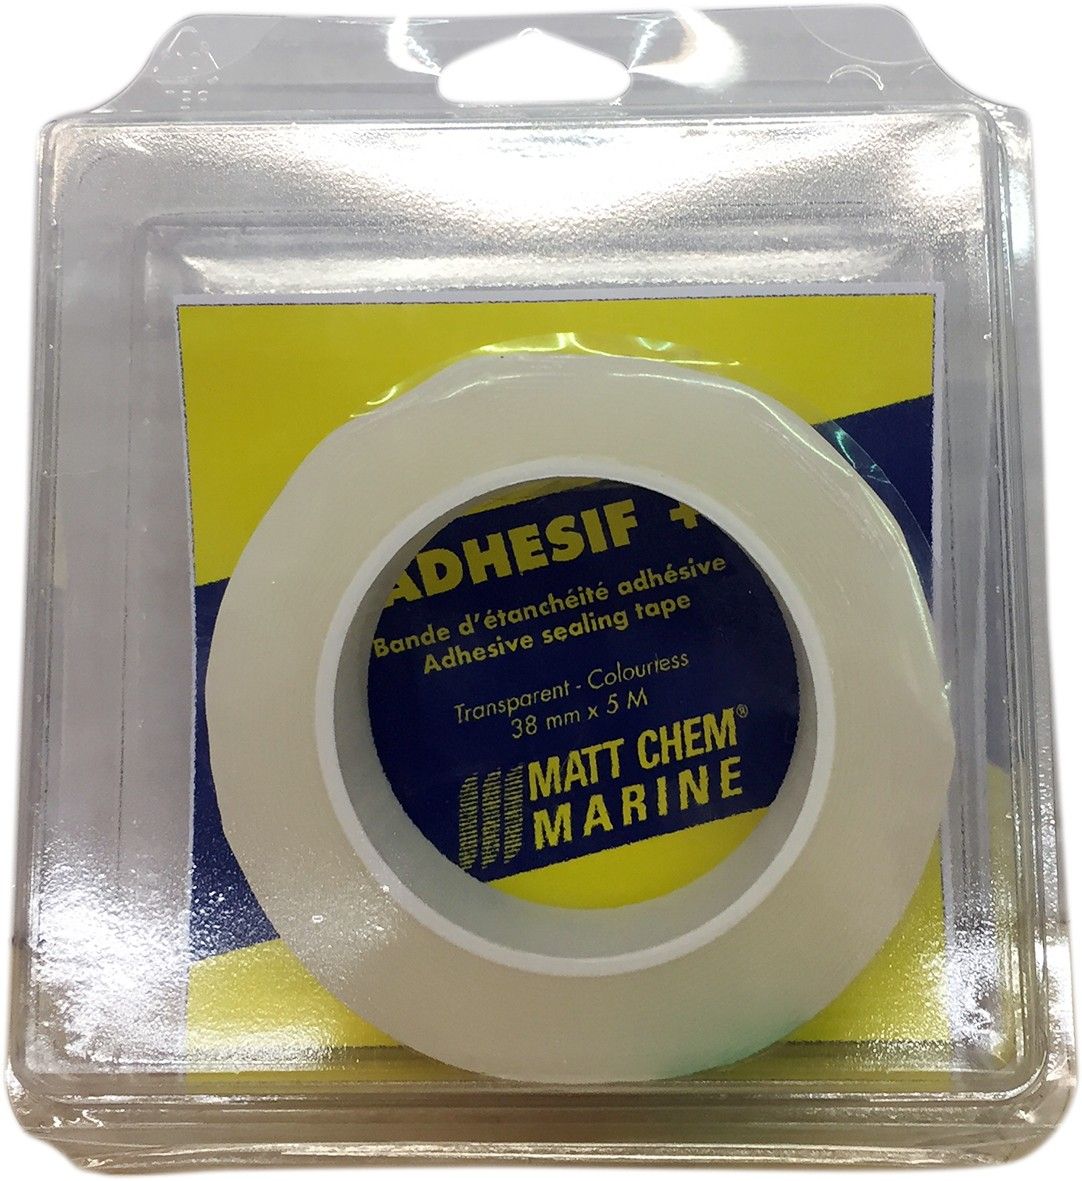 ADHESIF +
Bande d'étanchéité adhésive
Adhesive sealing tape
Transparent - Colourless
38 mm x 5 M
MATT CHEM®
MARINE